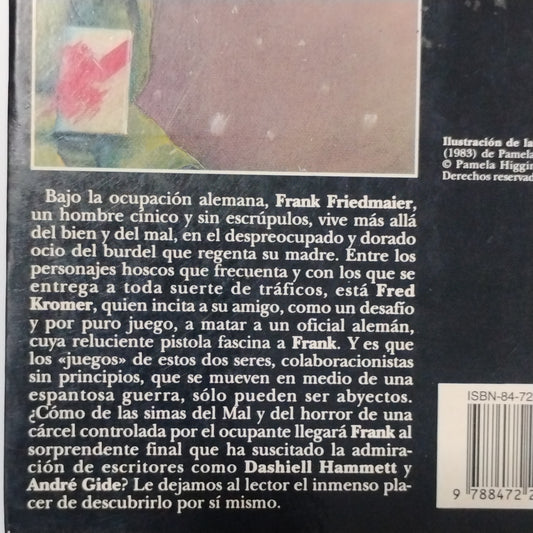 Ilustración de la
(1983) de Pamela
© Pamela Higgin
Derechos reservad
Bajo la ocupación alemana, Frank Friedmaier,
un hombre cínico y sin escrúpulos, vive más allá
del bien y del mal, en el despreocupado y dorado
ocio del burdel que regenta su madre. Entre los
personajes hoscos que frecuenta y con los que se
entrega a toda suerte de tráficos, está Fred
Kromer, quien incita a su amigo, como un desafío
y por puro juego, a matar a un oficial alemán,
cuya reluciente pistola fascina a Frank. Y es que
los «juegos» de estos dos seres, colaboracionistas
sin principios, que se mueven en medio de una
espantosa guerra, sólo pueden ser abyectos.
¿Cómo de las simas del Mal y del horror de una
cárcel controlada por el ocupante llegará Frank al
sorprendente final que ha suscitado la admira-
ción de escritores como Dashiell Hammett y
André Gide? Le dejamos al lector el inmenso pla-
cer de descubrirlo por sí mismo.
ISBN-84-72
9 788472 2